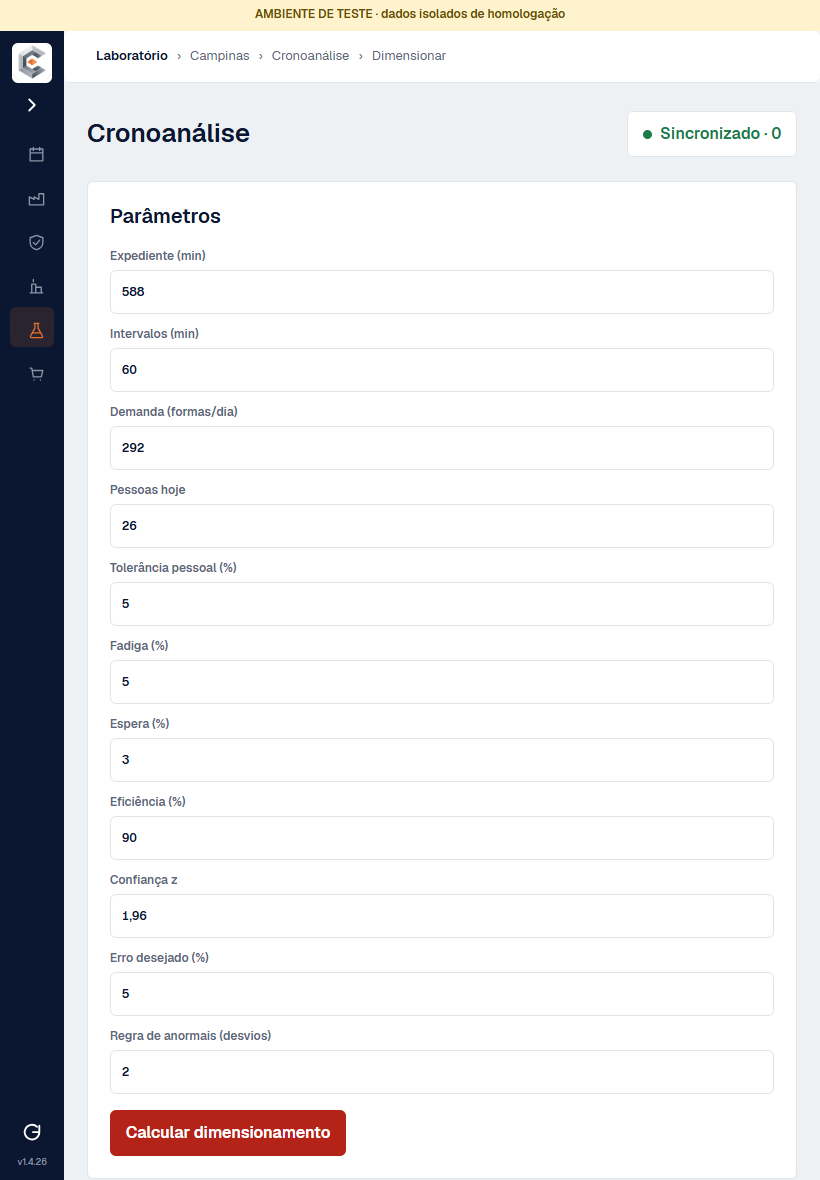 AMBIENTE DE TESTE · dados isolados de homologação
Laboratório › Campinas › Cronoanálise › Dimensionar
Cronoanálise
Sincronizado · 0
Parâmetros
Expediente (min)
588
Intervalos (min)
60
Demanda (formas/dia)
292
Pessoas hoje
26
Tolerância pessoal (%)
5
Fadiga (%)
5
Espera (%)
3
Eficiência (%)
90
Confiança z
1,96
Erro desejado (%)
5
Regra de anormais (desvios)
2
Calcular dimensionamento
v1.4.26